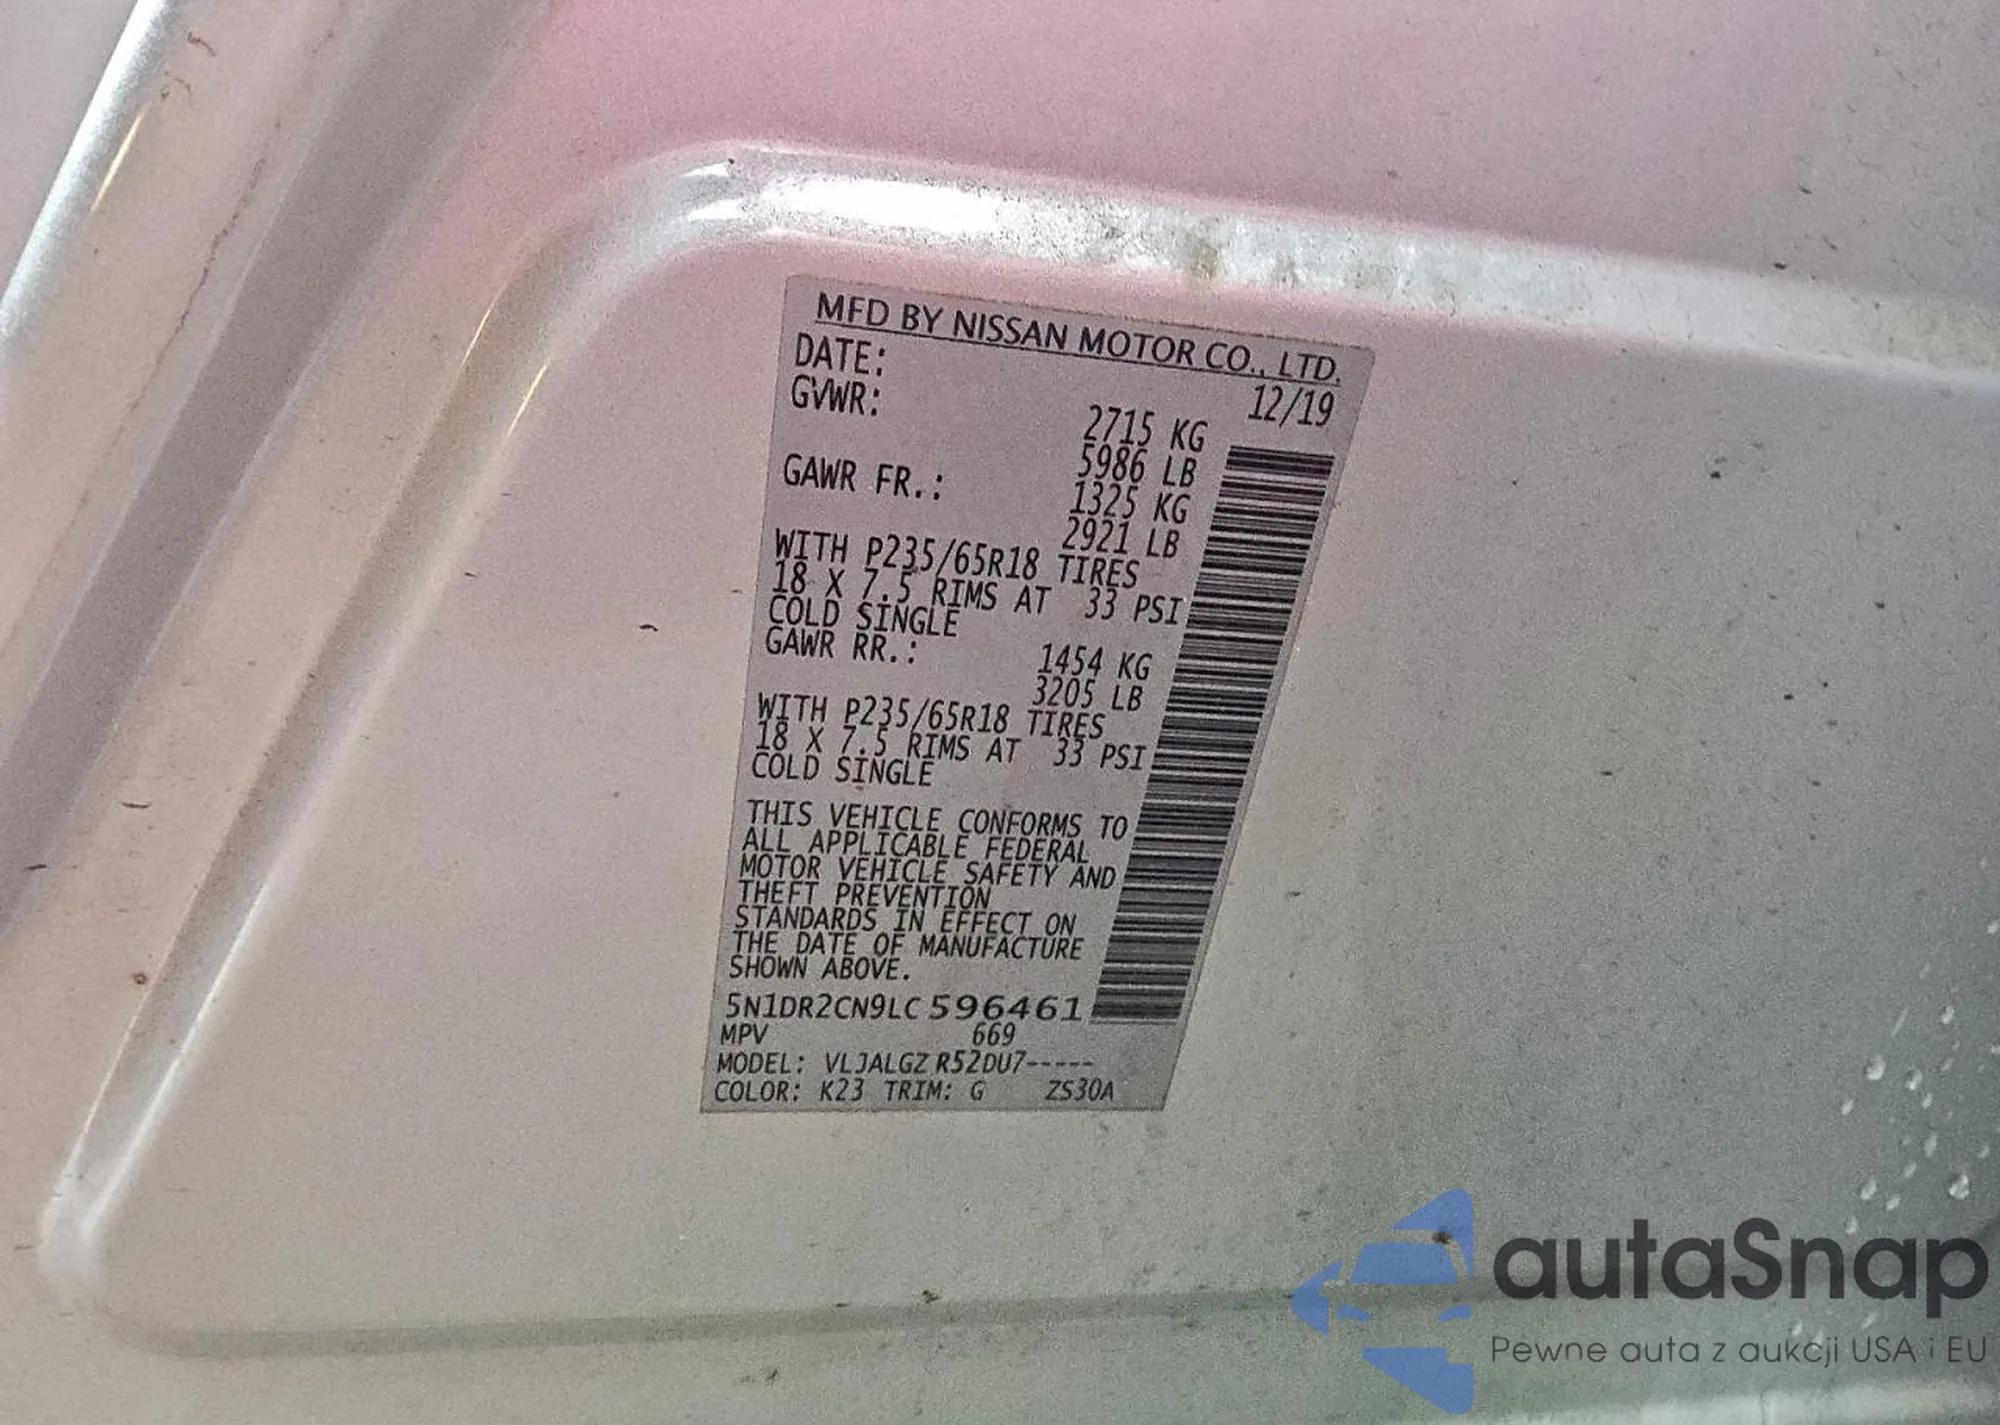 MFD BY NISSAN MOTOR CO., LTD.
DATE: 12/19
GVWR: 2715 KG
5986 LB
GAWR FR.: 1325 KG
2921 LB
WITH P235/65R18 TIRES
18 X 7.5 RIMS AT 33 PSI
COLD SINGLE
GAWR RR.: 1454 KG
3205 LB
WITH P235/65R18 TIRES
18 X 7.5 RIMS AT 33 PSI
COLD SINGLE
THIS VEHICLE CONFORMS TO
ALL APPLICABLE FEDERAL
MOTOR VEHICLE SAFETY AND
THEFT PREVENTION
STANDARDS IN EFFECT ON
THE DATE OF MANUFACTURE
SHOWN ABOVE.
5N1DR2CN9LC596461
MPV 669
MODEL: VLJALGZ R52DU7-----
COLOR: K23 TRIM: G ZS30A
autaSnap
Pewne auta z aukcji USA i EU